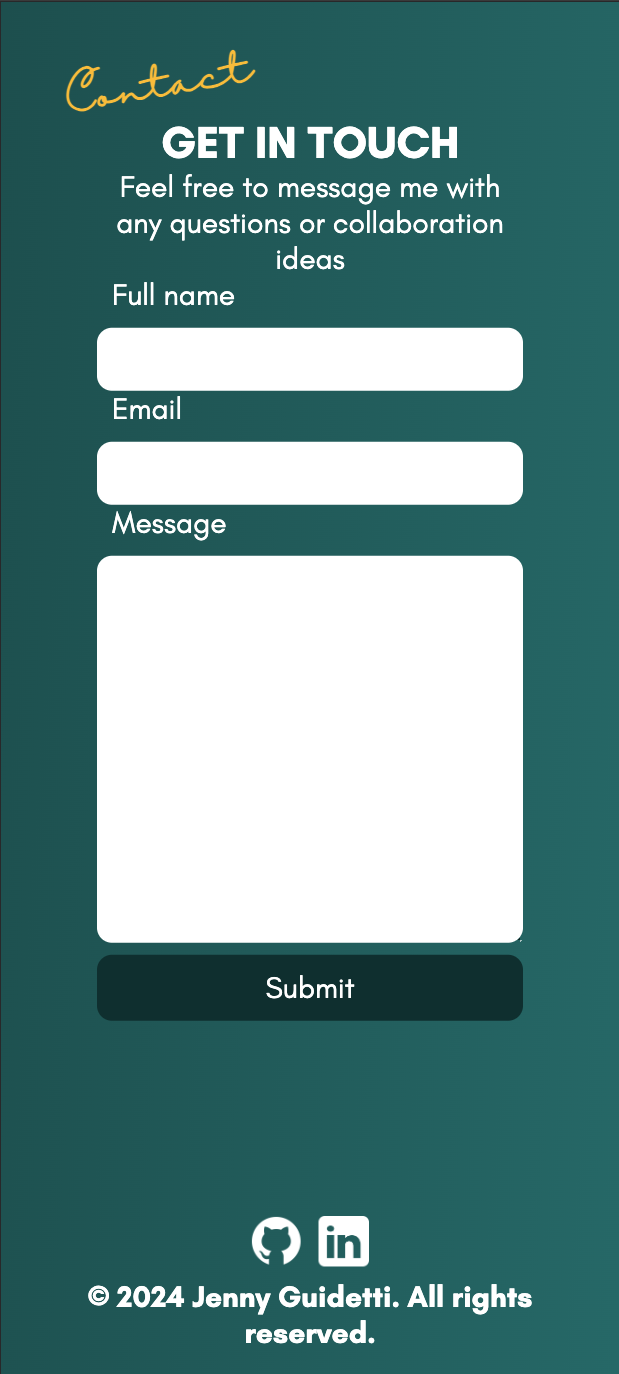 Contact
GET IN TOUCH
Feel free to message me with
any questions or collaboration
ideas
Full name
Email
Message
Submit
in
© 2024 Jenny Guidetti. All rights
reserved.